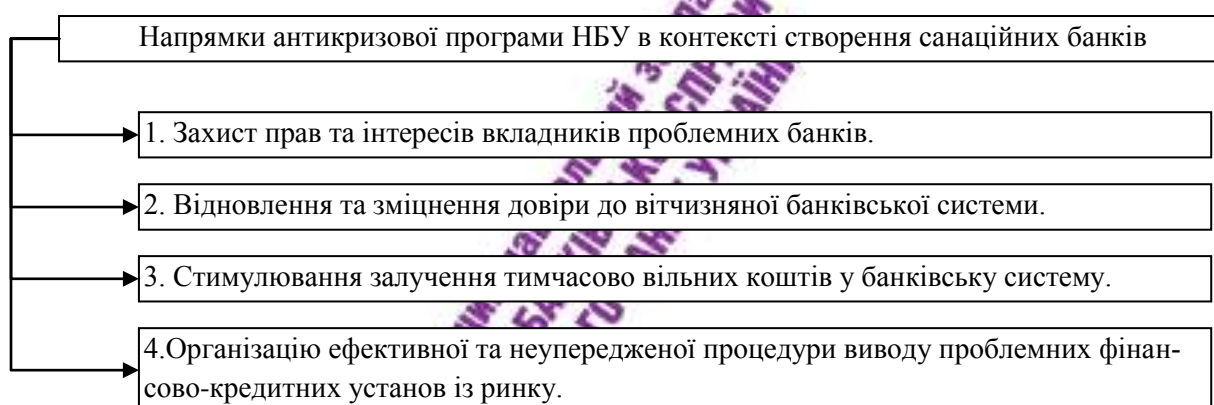 Напрямки антикризової програми НБУ в контексті створення санаційних банків
1. Захист прав та інтересів вкладників проблемних банків.
2. Відновлення та зміцнення довіри до вітчизняної банківської системи.
3. Стимулювання залучення тимчасово вільних коштів у банківську систему.
4.Організацію ефективної та неупередженої процедури виводу проблемних фінан-
сово-кредитних установ із ринку.